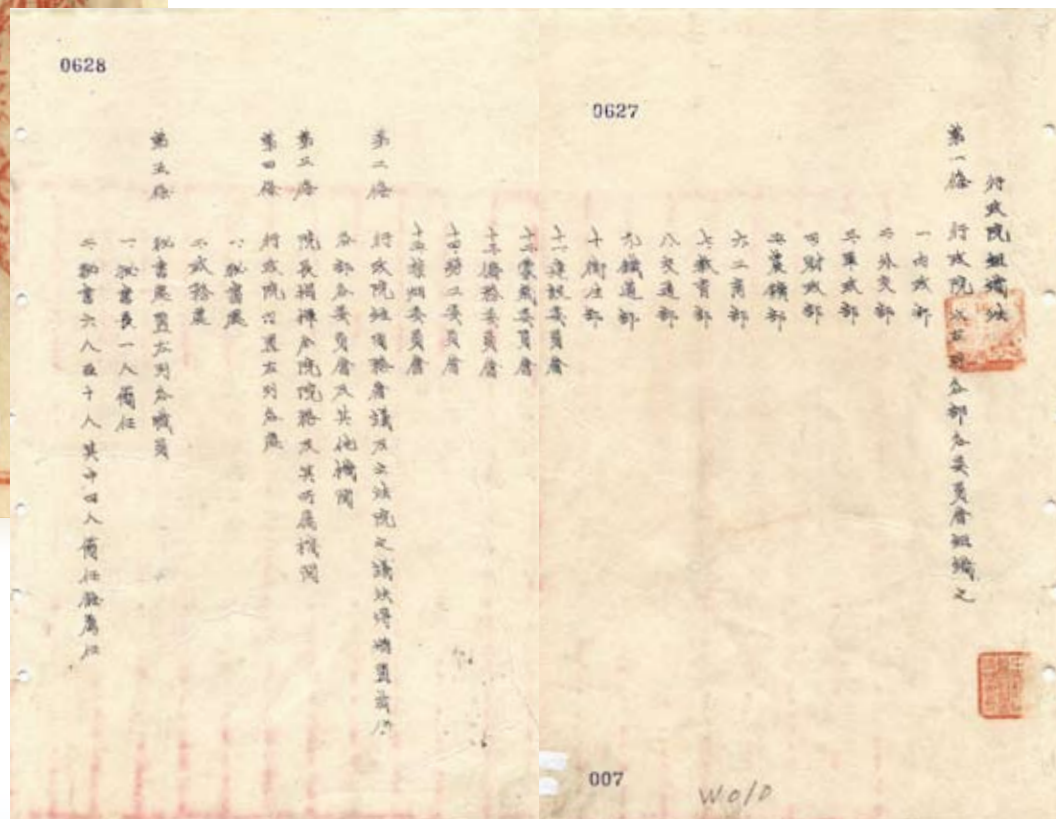 0627
行政院組織法
第一條　行政院以左列各部各委員會組織之
一內政部
二外交部
三軍政部
四財政部
五農鑛部
六工商部
七教育部
八交通部
九鐵道部
十衛生部
十一建設委員會
十二蒙藏委員會
十三僑務委員會
十四勞工委員會
十五禁烟委員會
007
W010
0628
第二條　行政院經國務會議及立法院之議決得增置裁併
各部各委員會及其他機關
第三條　院長綜理全院院務及其所屬機關
第四條　行政院內置左列各處
一秘書處
二政務處
第五條　秘書處置左列各職員
一秘書長一人簡任
二秘書六人至十人其中四人簡任餘薦任